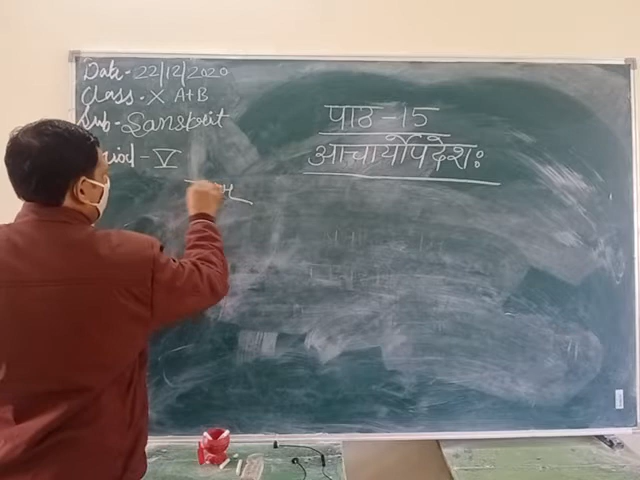 Date - 22/12/2020
Class - X A+B
Sub - Sanskrit
Period - V
पाठ - 15
आचार्योपदेशः